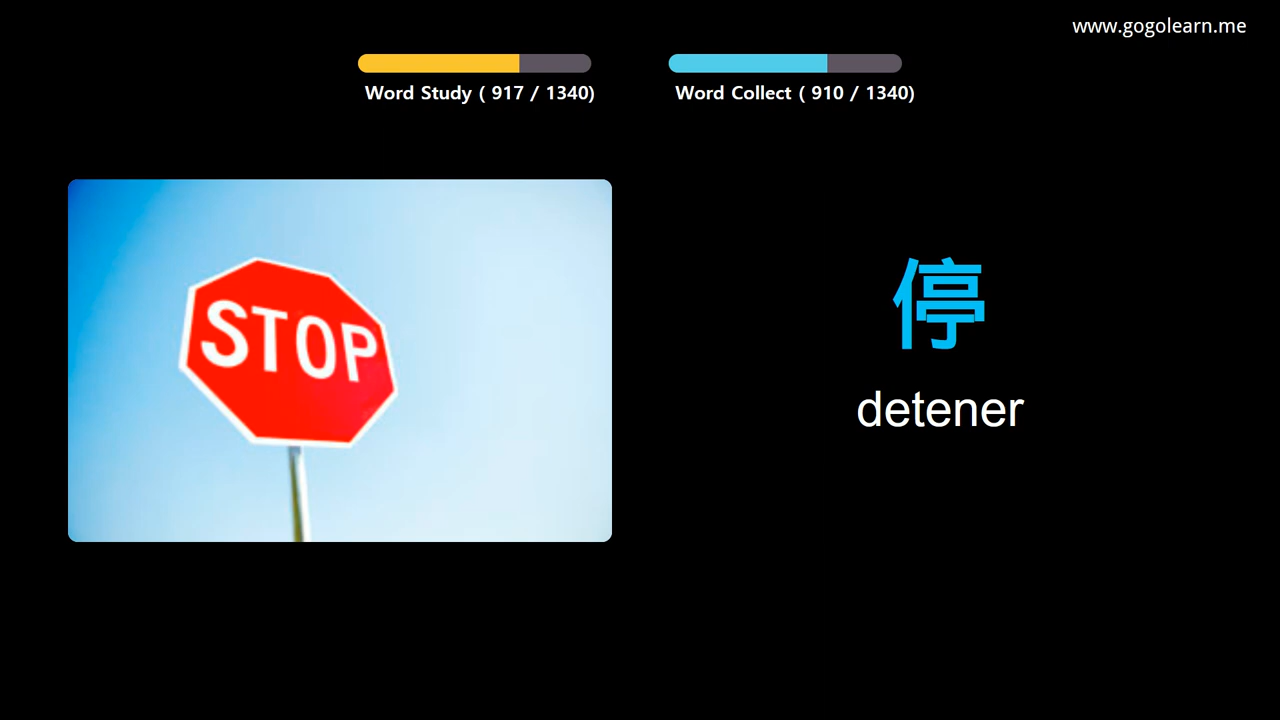 www.gogolearn.me
Word Study ( 917 / 1340)
Word Collect ( 910 / 1340)
STOP
停
detener